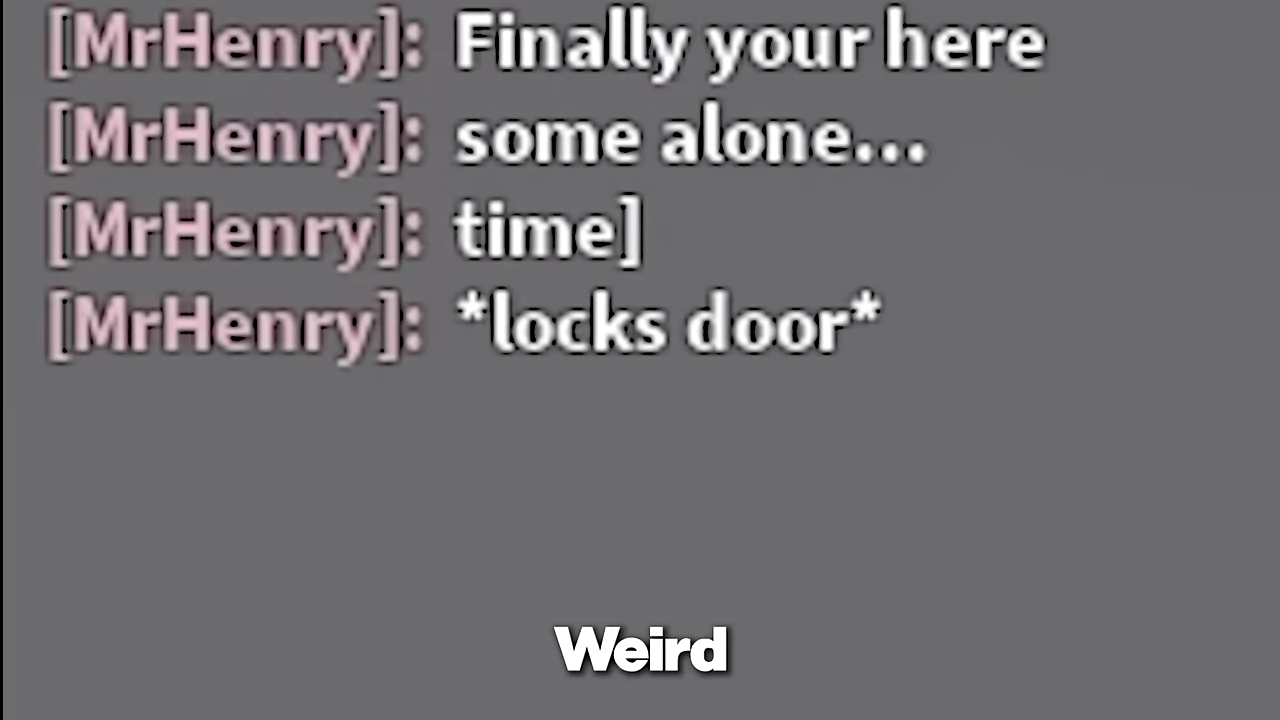 [MrHenry]: Finally your here
[MrHenry]: some alone...
[MrHenry]: time]
[MrHenry]: *locks door*
Weird